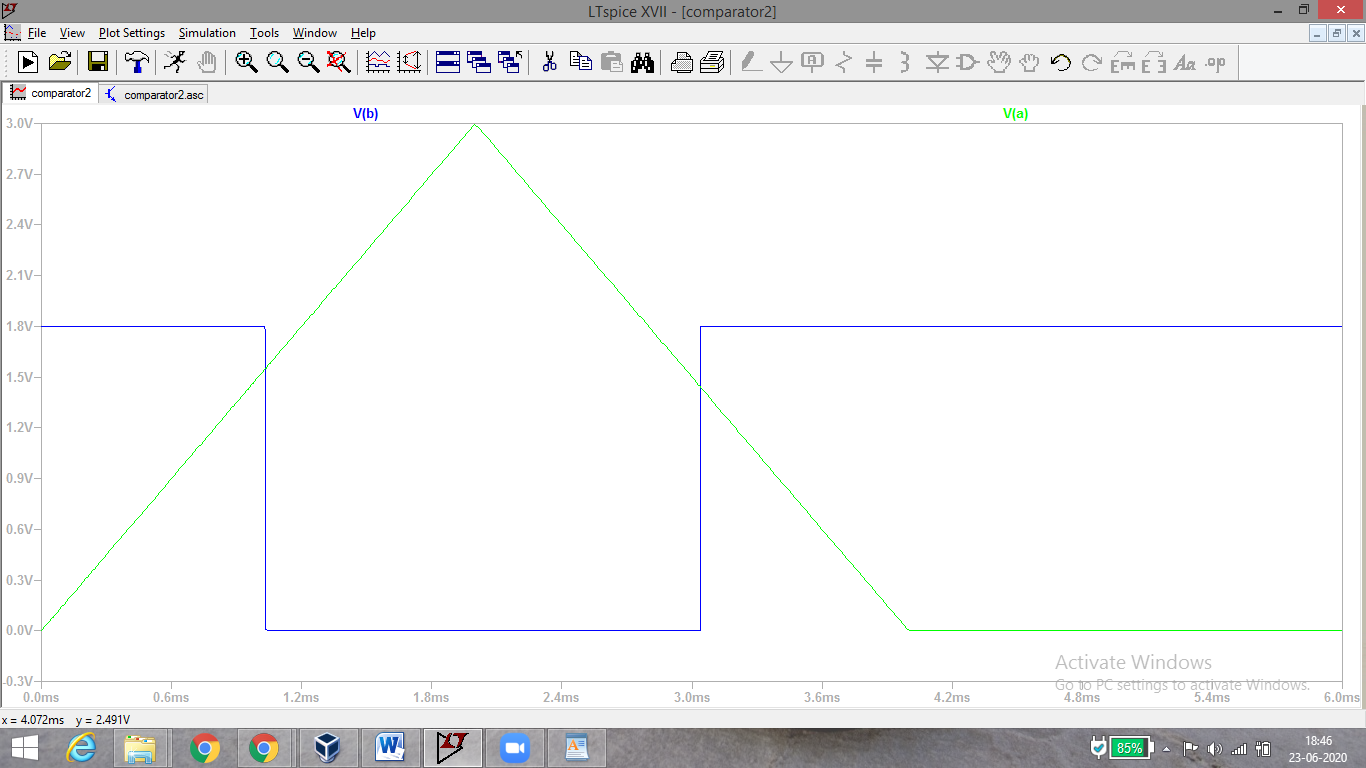 LTspice XVII - [comparator2]
File View Plot Settings Simulation Tools Window Help
comparator2 comparator2.asc
V(b) V(a)
3.0V
2.7V
2.4V
2.1V
1.8V
1.5V
1.2V
0.9V
0.6V
0.3V
0.0V
-0.3V
0.0ms 0.6ms 1.2ms 1.8ms 2.4ms 3.0ms 3.6ms 4.2ms 4.8ms 5.4ms 6.0ms
Activate Windows
Go to PC settings to activate Windows.
x = 4.072ms y = 2.491V
85%
18:46
23-06-2020